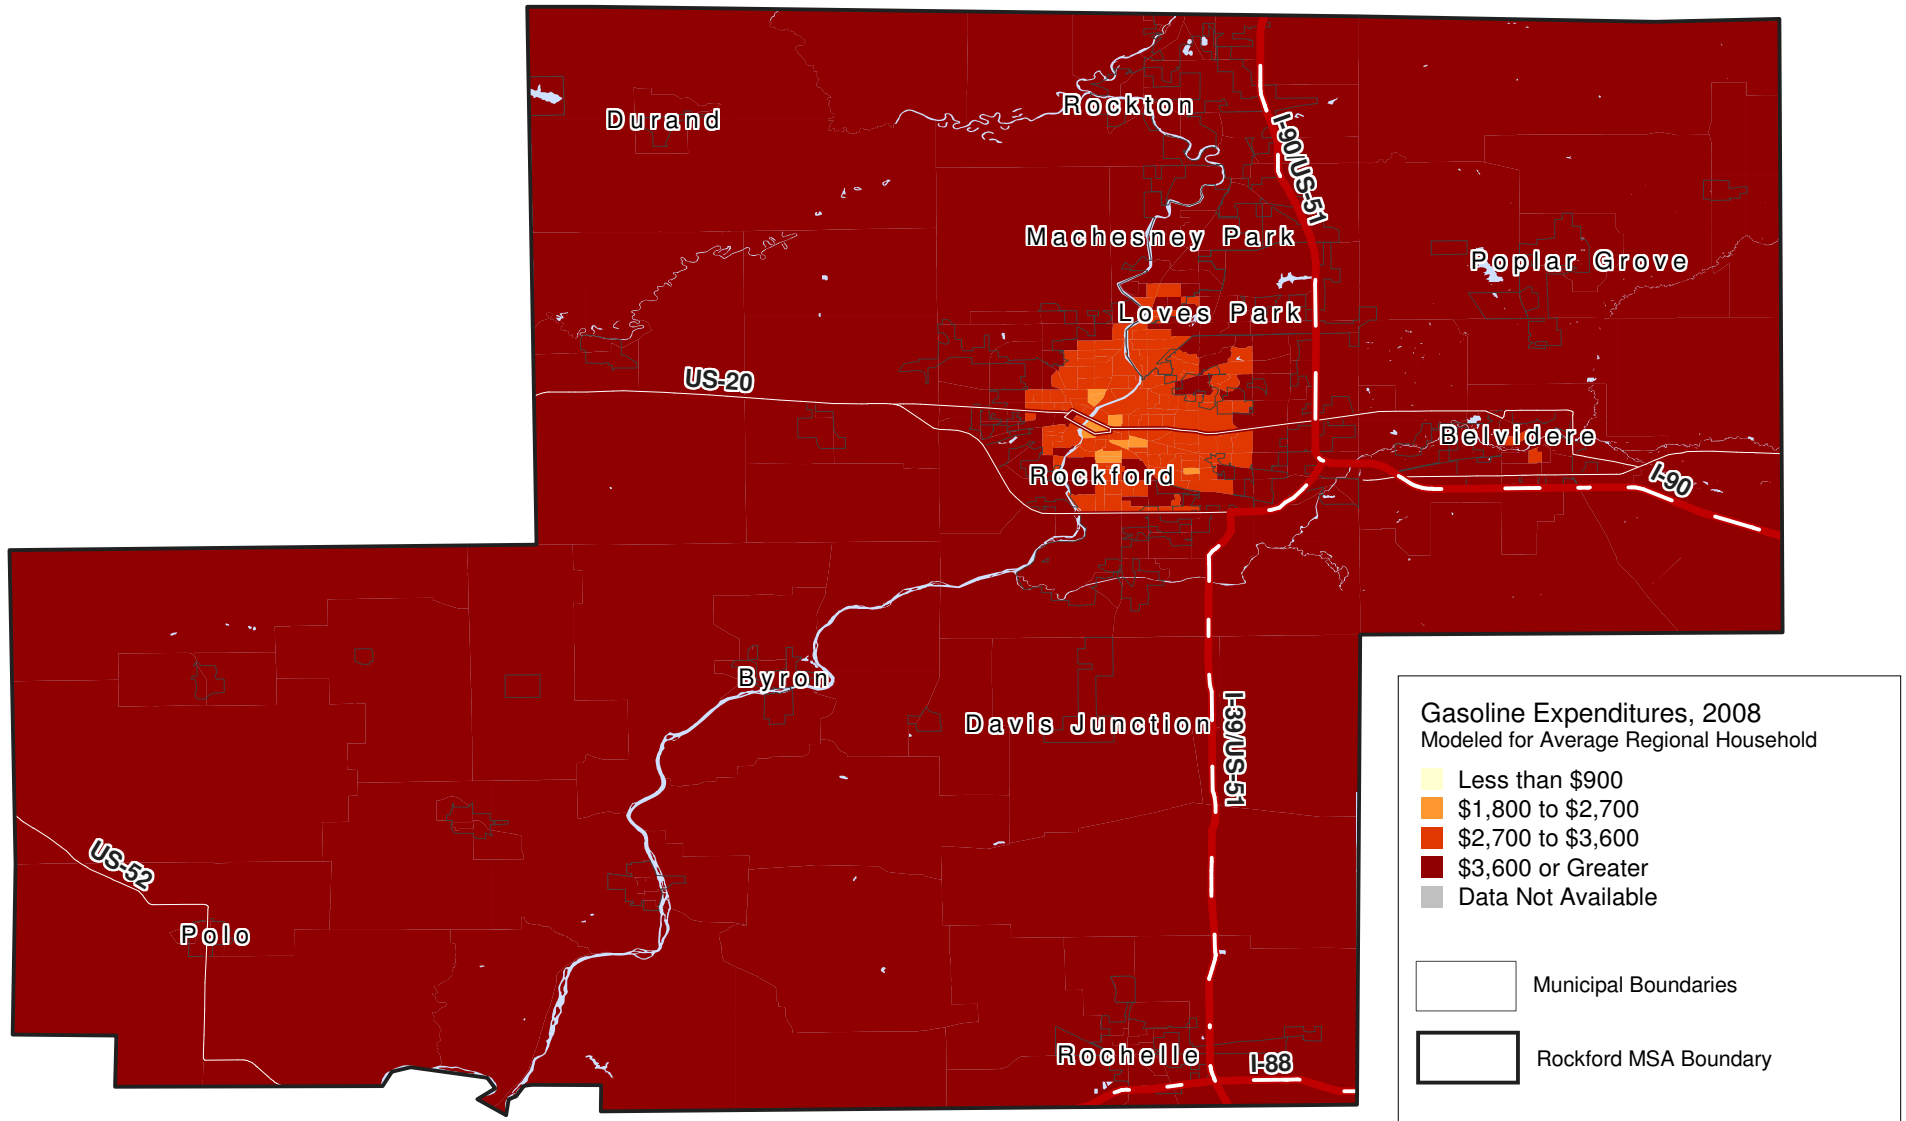 Rockton
Durand
I-90/US-51
Machesney Park
Poplar Grove
Loves Park
US-20
Belvidere
Rockford
I-90
Byron
Davis Junction
I-39/US-51
US-52
Polo
Rochelle
I-88
Gasoline Expenditures, 2008
Modeled for Average Regional Household
Less than $900
$1,800 to $2,700
$2,700 to $3,600
$3,600 or Greater
Data Not Available
Municipal Boundaries
Rockford MSA Boundary